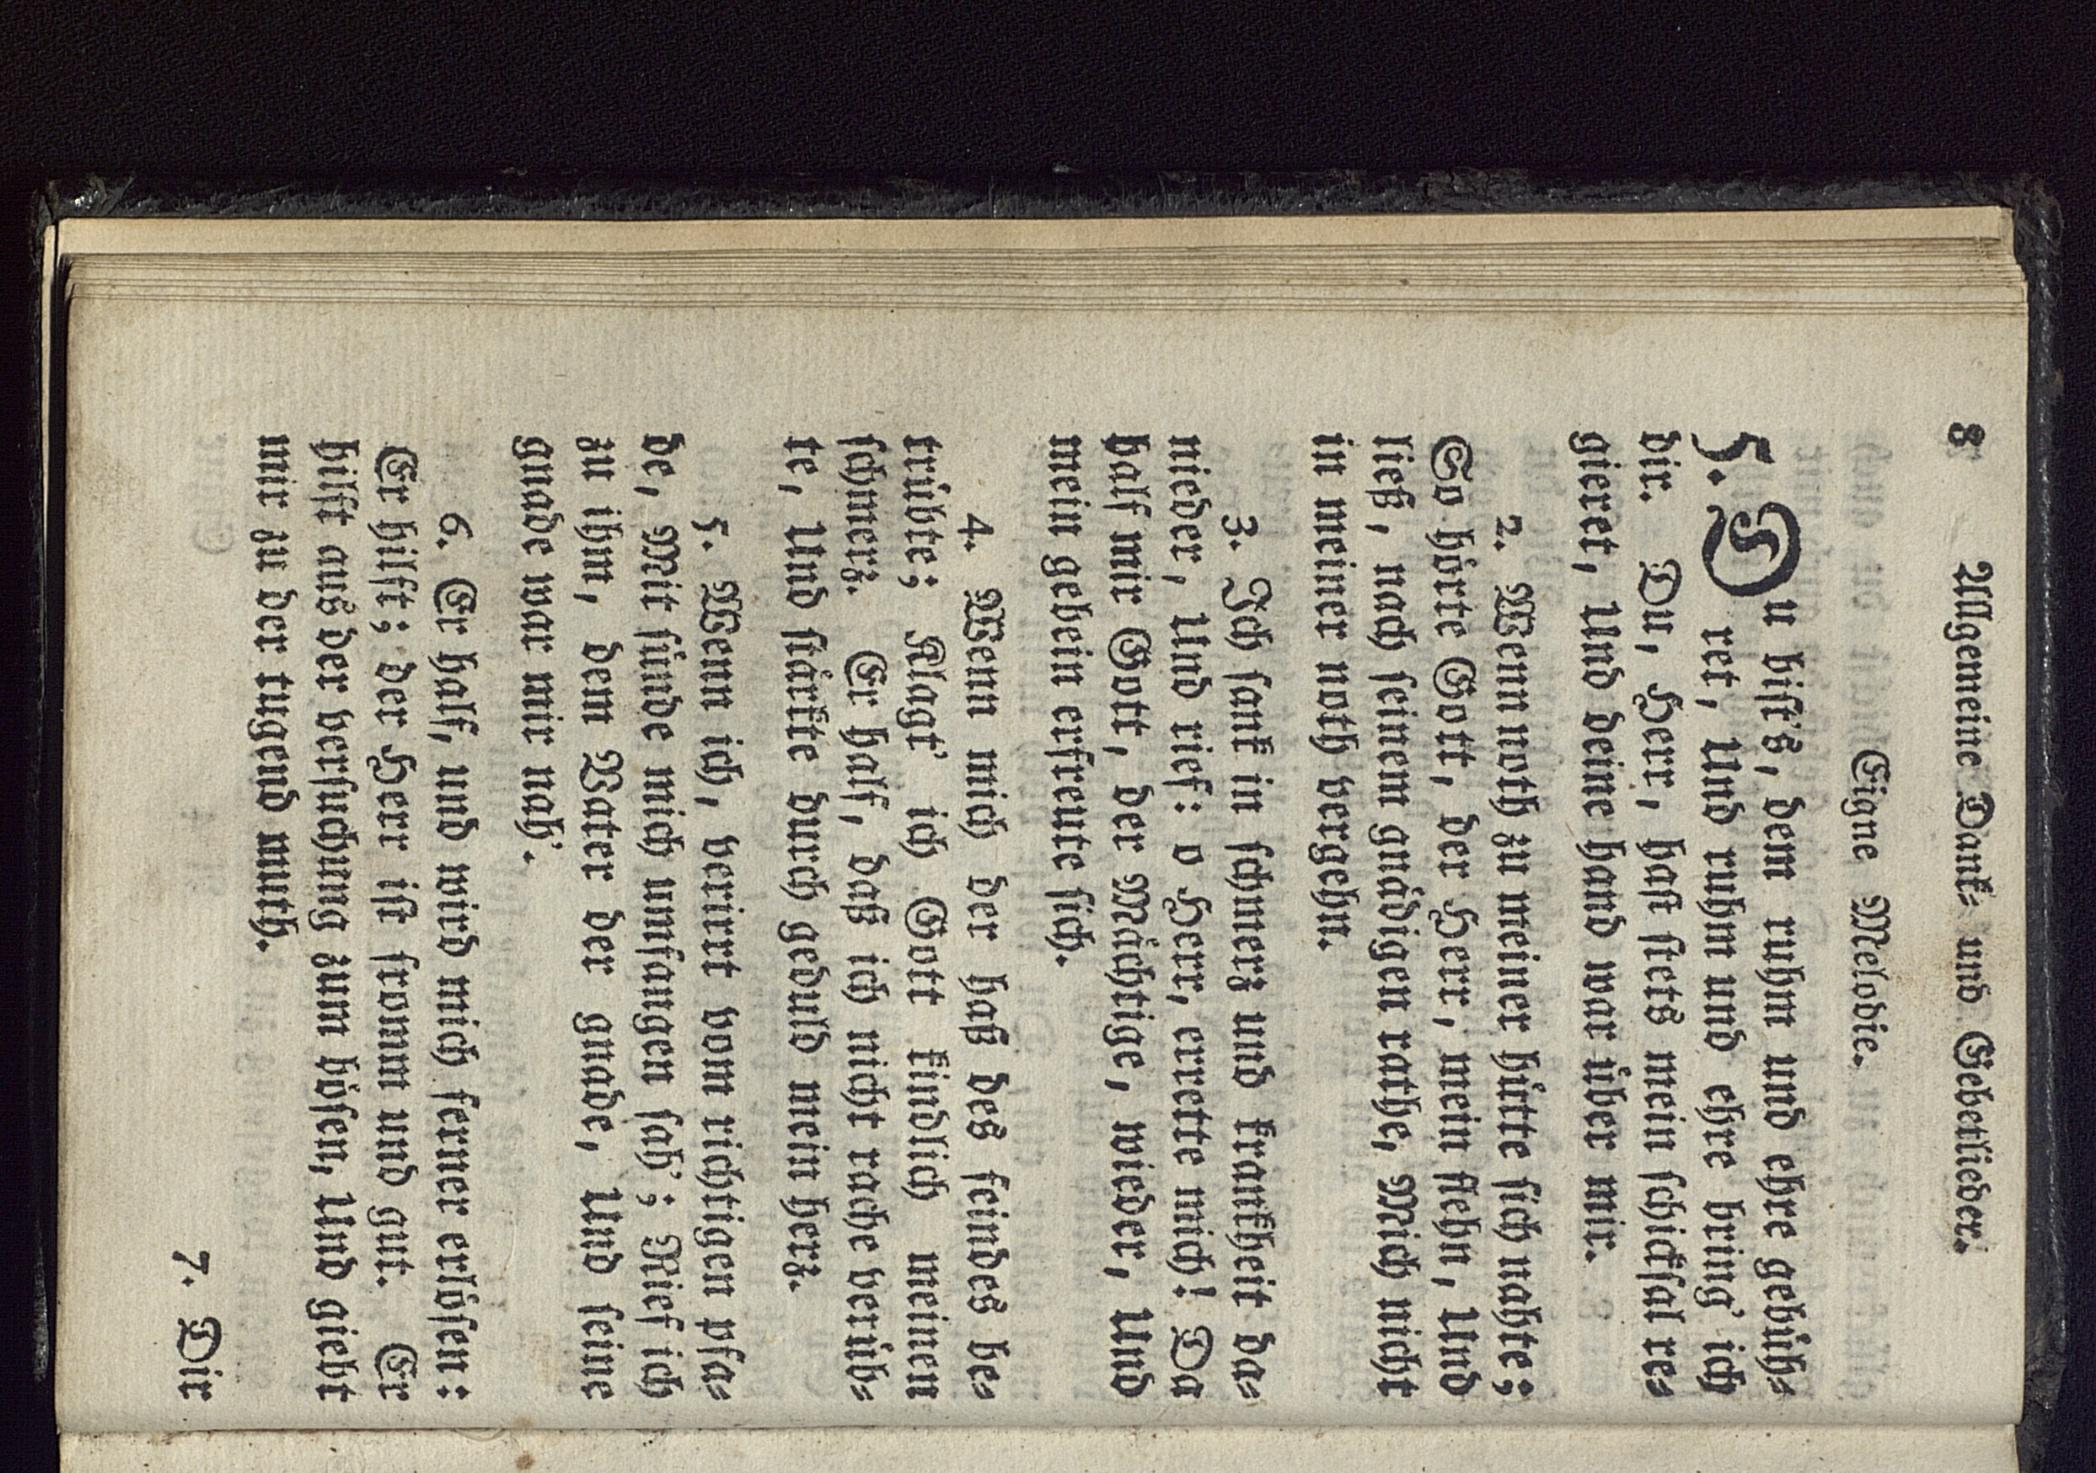 8 Allgemeine Dank- und Gebetlieder.
Eigne Melodie.
5. Du bist's, dem ruhm und ehre gebüh-
ret, Und ruhm und ehre bring' ich
dir. Du, Herr, hast stets mein schicksal re-
gieret, Und deine hand war über mir.
2. Wenn noth zu meiner hütte sich nahte;
So hörte Gott, der Herr, mein flehn, Und
ließ, nach seinem gnädigen rathe, Mich nicht
in meiner noth vergehn.
3. Ich sank in schmerz und krankheit da-
nieder, Und rief: o Herr, errette mich! Da
half mir Gott, der Mächtige, wieder, Und
mein gebein erfreute sich.
4. Wenn mich der haß des feindes be-
trübte; Klagt' ich Gott kindlich meinen
schmerz. Er half, daß ich nicht rache verüb-
te, Und stärkte durch geduld mein herz.
5. Wenn ich, verirrt vom richtigen pfa-
de, Mit sünde mich umfangen sah'; Rief ich
zu ihm, dem Vater der gnade, Und seine
gnade war mir nah'.
6. Er half, und wird mich ferner erlösen:
Er hilft; der Herr ist fromm und gut. Er
hilft aus der versuchung zum bösen, Und giebt
mir zu der tugend muth.
7. Dir